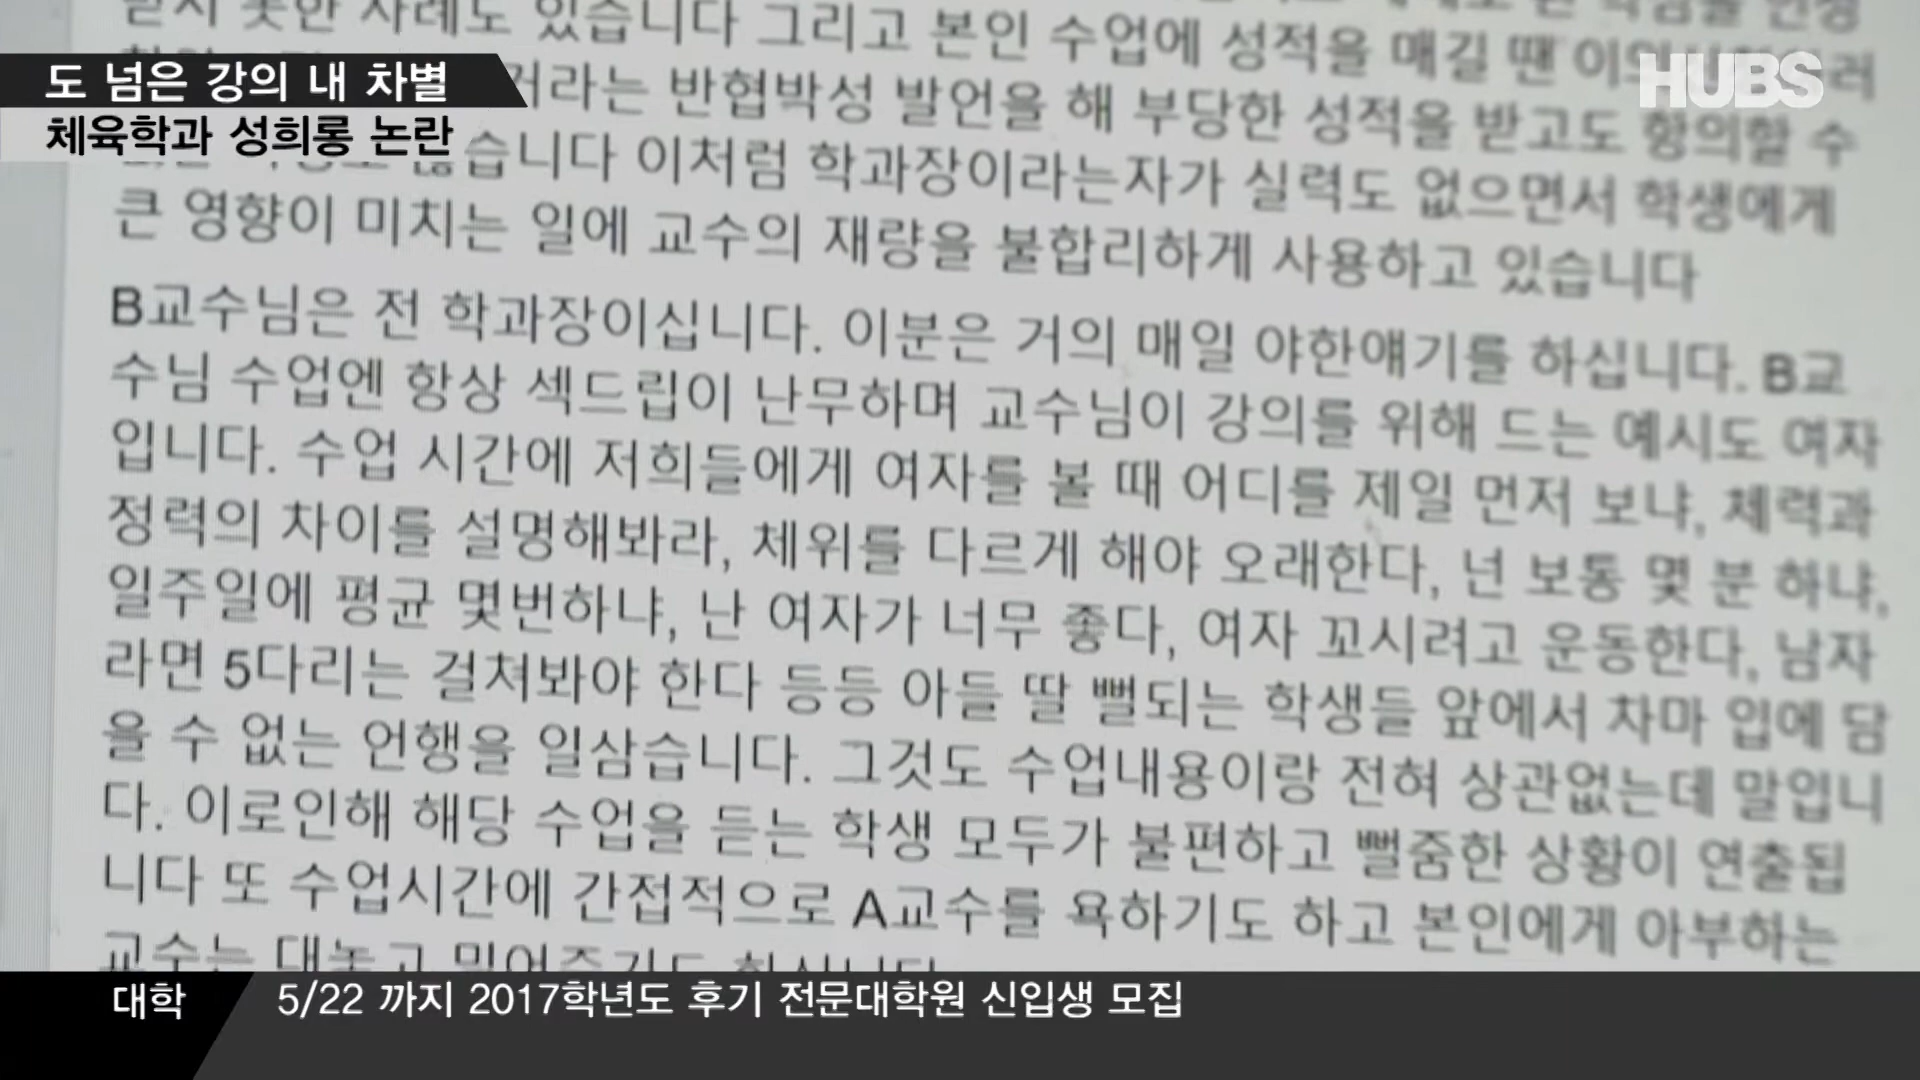 도 넘은 강의 내 차별
체육학과 성희롱 논란
HUBS
못한 사례도 있습니다 그리고 본인 수업에 성적을 매길 땐
거라는 반협박성 발언을 해 부당한 성적을 받고도 항의할 수
않습니다 이처럼 학과장이라는자가 실력도 없으면서 학생에게
큰 영향이 미치는 일에 교수의 재량을 불합리하게 사용하고 있습니다
B교수님은 전 학과장이십니다. 이분은 거의 매일 야한얘기를 하십니다. B교
수님 수업엔 항상 섹드립이 난무하며 교수님이 강의를 위해 드는 예시도 여자
입니다. 수업 시간에 저희들에게 여자를 볼 때 어디를 제일 먼저 보냐, 체력과
정력의 차이를 설명해봐라, 체위를 다르게 해야 오래한다, 넌 보통 몇 분 하냐,
일주일에 평균 몇번하냐, 난 여자가 너무 좋다, 여자 꼬시려고 운동한다, 남자
라면 5다리는 걸쳐봐야 한다 등등 아들 딸 뻘되는 학생들 앞에서 차마 입에 담
을 수 없는 언행을 일삼습니다. 그것도 수업내용이랑 전혀 상관없는데 말입니
다. 이로인해 해당 수업을 듣는 학생 모두가 불편하고 뻘줌한 상황이 연출됩
니다 또 수업시간에 간접적으로 A교수를 욕하기도 하고 본인에게 아부하는
교수는 대놓고
대학
5/22 까지 2017학년도 후기 전문대학원 신입생 모집